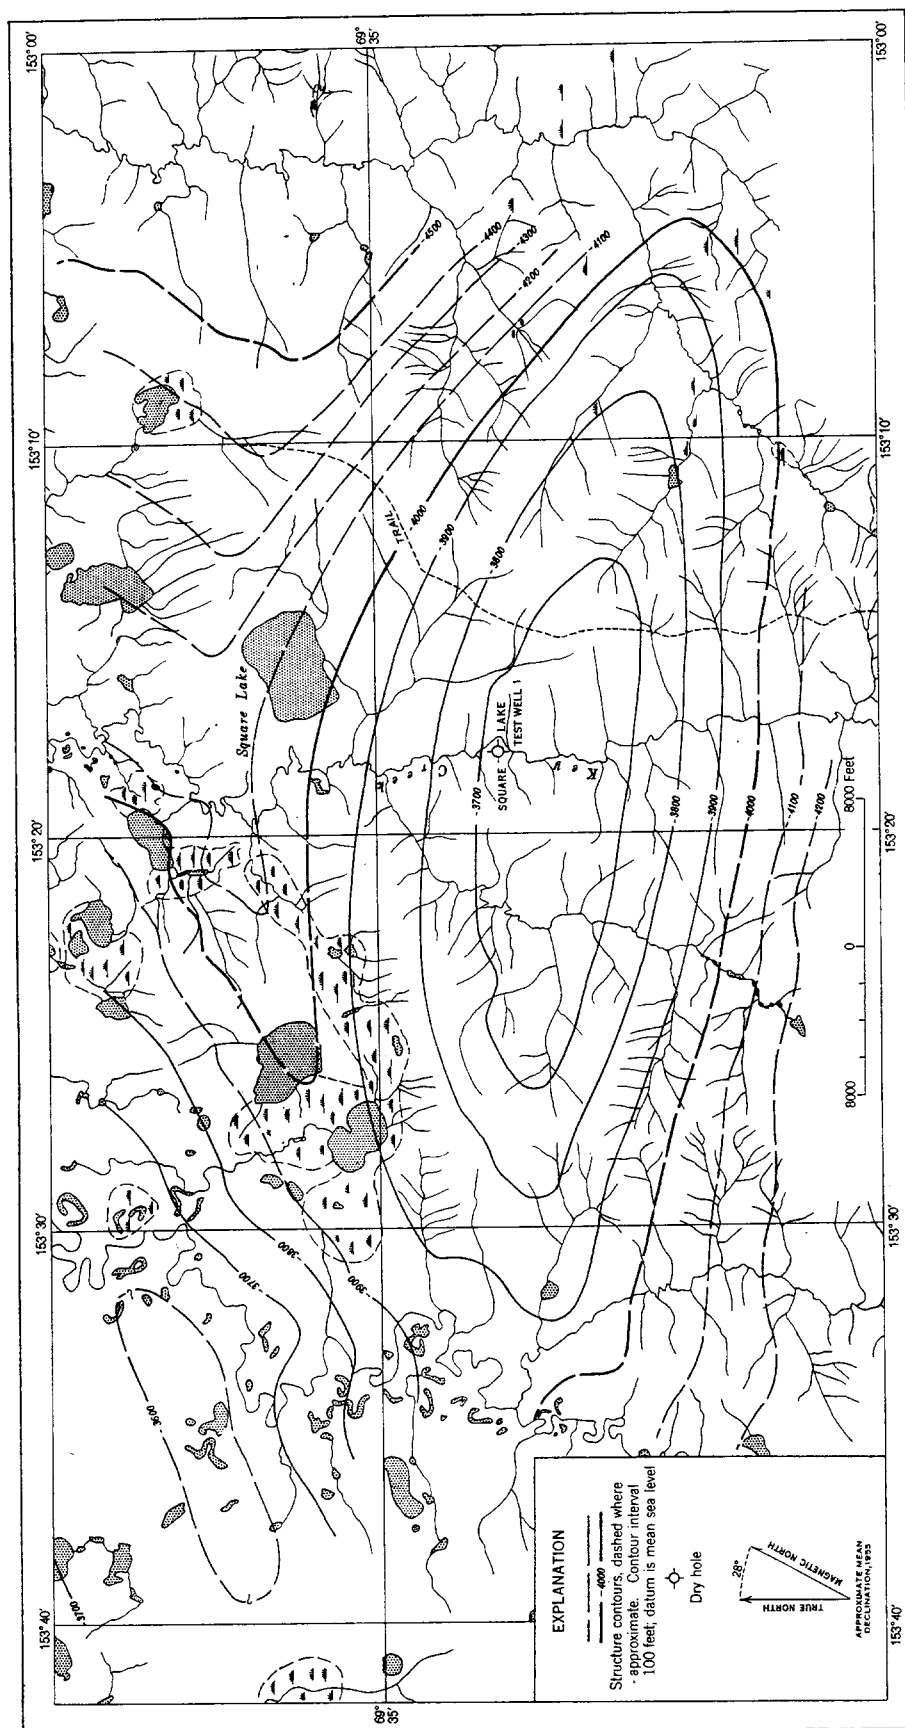 153°40'
153°30'
153°20'
153°10'
153°00'
69°
35'
69°
35'
3700
-3600
?
?
-3700
-3800
-3900
Square Lake
TRAIL
-4000
-3900
-3800
-4500
-4400
-4300
-4200
-4100
-3700
SQUARE LAKE
TEST WELL 1
Key Creek
-3800
-3900
-4000
-4100
-4200
EXPLANATION
-4000
Structure contours, dashed where
approximate. Contour interval
100 feet; datum is mean sea level
Dry hole
TRUE NORTH
MAGNETIC NORTH
28°
APPROXIMATE MEAN
DECLINATION, 1955
8000 0 8000 Feet
153°40'
153°30'
153°20'
153°10'
153°00'